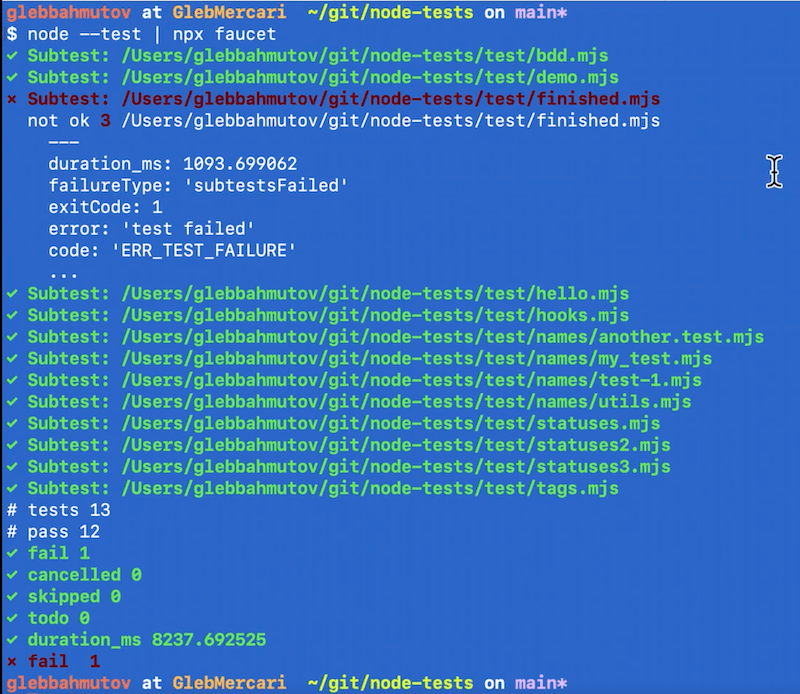 glebbahmutov at GlebMercari ~/git/node-tests on main*
$ node --test | npx faucet
✓ Subtest: /Users/glebbahmutov/git/node-tests/test/bdd.mjs
✓ Subtest: /Users/glebbahmutov/git/node-tests/test/demo.mjs
× Subtest: /Users/glebbahmutov/git/node-tests/test/finished.mjs
not ok 3 /Users/glebbahmutov/git/node-tests/test/finished.mjs
---
duration_ms: 1093.699062
failureType: 'subtestsFailed'
exitCode: 1
error: 'test failed'
code: 'ERR_TEST_FAILURE'
...
✓ Subtest: /Users/glebbahmutov/git/node-tests/test/hello.mjs
✓ Subtest: /Users/glebbahmutov/git/node-tests/test/hooks.mjs
✓ Subtest: /Users/glebbahmutov/git/node-tests/test/names/another.test.mjs
✓ Subtest: /Users/glebbahmutov/git/node-tests/test/names/my_test.mjs
✓ Subtest: /Users/glebbahmutov/git/node-tests/test/names/test-1.mjs
✓ Subtest: /Users/glebbahmutov/git/node-tests/test/names/utils.mjs
✓ Subtest: /Users/glebbahmutov/git/node-tests/test/statuses.mjs
✓ Subtest: /Users/glebbahmutov/git/node-tests/test/statuses2.mjs
✓ Subtest: /Users/glebbahmutov/git/node-tests/test/statuses3.mjs
✓ Subtest: /Users/glebbahmutov/git/node-tests/test/tags.mjs
# tests 13
# pass 12
✓ fail 1
✓ cancelled 0
✓ skipped 0
✓ todo 0
✓ duration_ms 8237.692525
× fail 1
glebbahmutov at GlebMercari ~/git/node-tests on main*